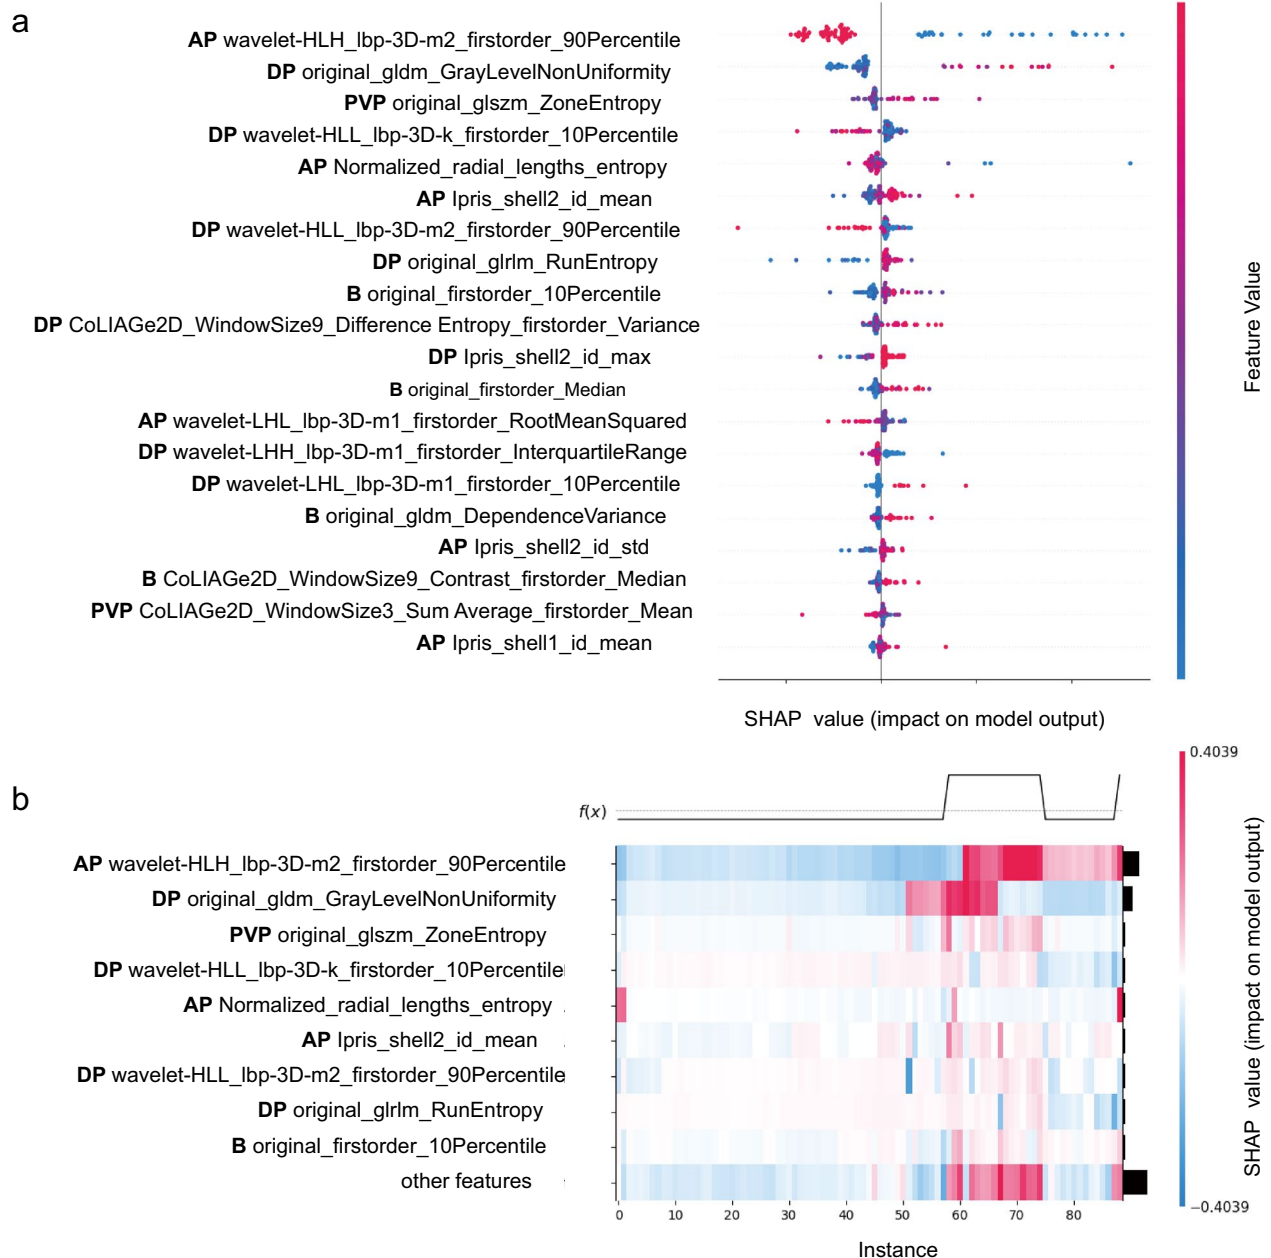 a
AP wavelet-HLH_lbp-3D-m2_firstorder_90Percentile
DP original_gldm_GrayLevelNonUniformity
PVP original_glszm_ZoneEntropy
DP wavelet-HLL_lbp-3D-k_firstorder_10Percentile
AP Normalized_radial_lengths_entropy
AP Ipris_shell2_id_mean
DP wavelet-HLL_lbp-3D-m2_firstorder_90Percentile
DP original_glrlm_RunEntropy
B original_firstorder_10Percentile
DP CoLIAGe2D_WindowSize9_Difference Entropy_firstorder_Variance
DP Ipris_shell2_id_max
B original_firstorder_Median
AP wavelet-LHL_lbp-3D-m1_firstorder_RootMeanSquared
DP wavelet-LHH_lbp-3D-m1_firstorder_InterquartileRange
DP wavelet-LHL_lbp-3D-m1_firstorder_10Percentile
B original_gldm_DependenceVariance
AP Ipris_shell2_id_std
B CoLIAGe2D_WindowSize9_Contrast_firstorder_Median
PVP CoLIAGe2D_WindowSize3_Sum Average_firstorder_Mean
AP Ipris_shell1_id_mean
SHAP value (impact on model output)
Feature Value
b
f(x)
AP wavelet-HLH_lbp-3D-m2_firstorder_90Percentile
DP original_gldm_GrayLevelNonUniformity
PVP original_glszm_ZoneEntropy
DP wavelet-HLL_lbp-3D-k_firstorder_10Percentile
AP Normalized_radial_lengths_entropy
AP Ipris_shell2_id_mean
DP wavelet-HLL_lbp-3D-m2_firstorder_90Percentile
DP original_glrlm_RunEntropy
B original_firstorder_10Percentile
other features
0 10 20 30 40 50 60 70 80
Instance
0.4039
−0.4039
SHAP value (impact on model output)